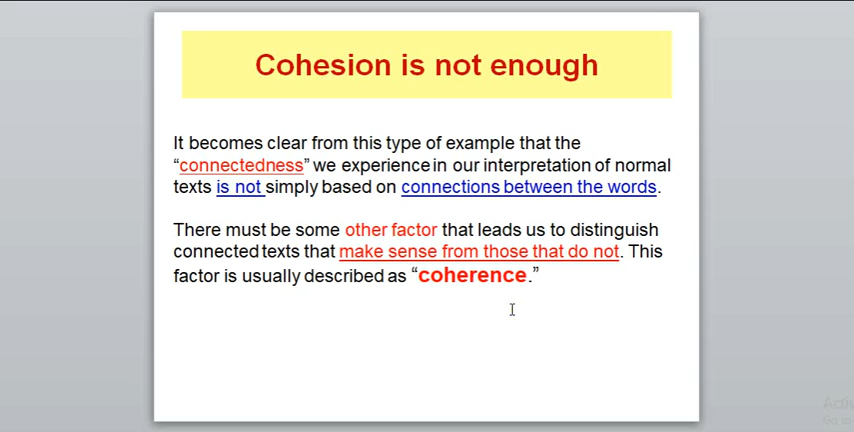 Cohesion is not enough
It becomes clear from this type of example that the
“connectedness” we experience in our interpretation of normal
texts is not simply based on connections between the words.
There must be some other factor that leads us to distinguish
connected texts that make sense from those that do not. This
factor is usually described as “coherence.”
Go to